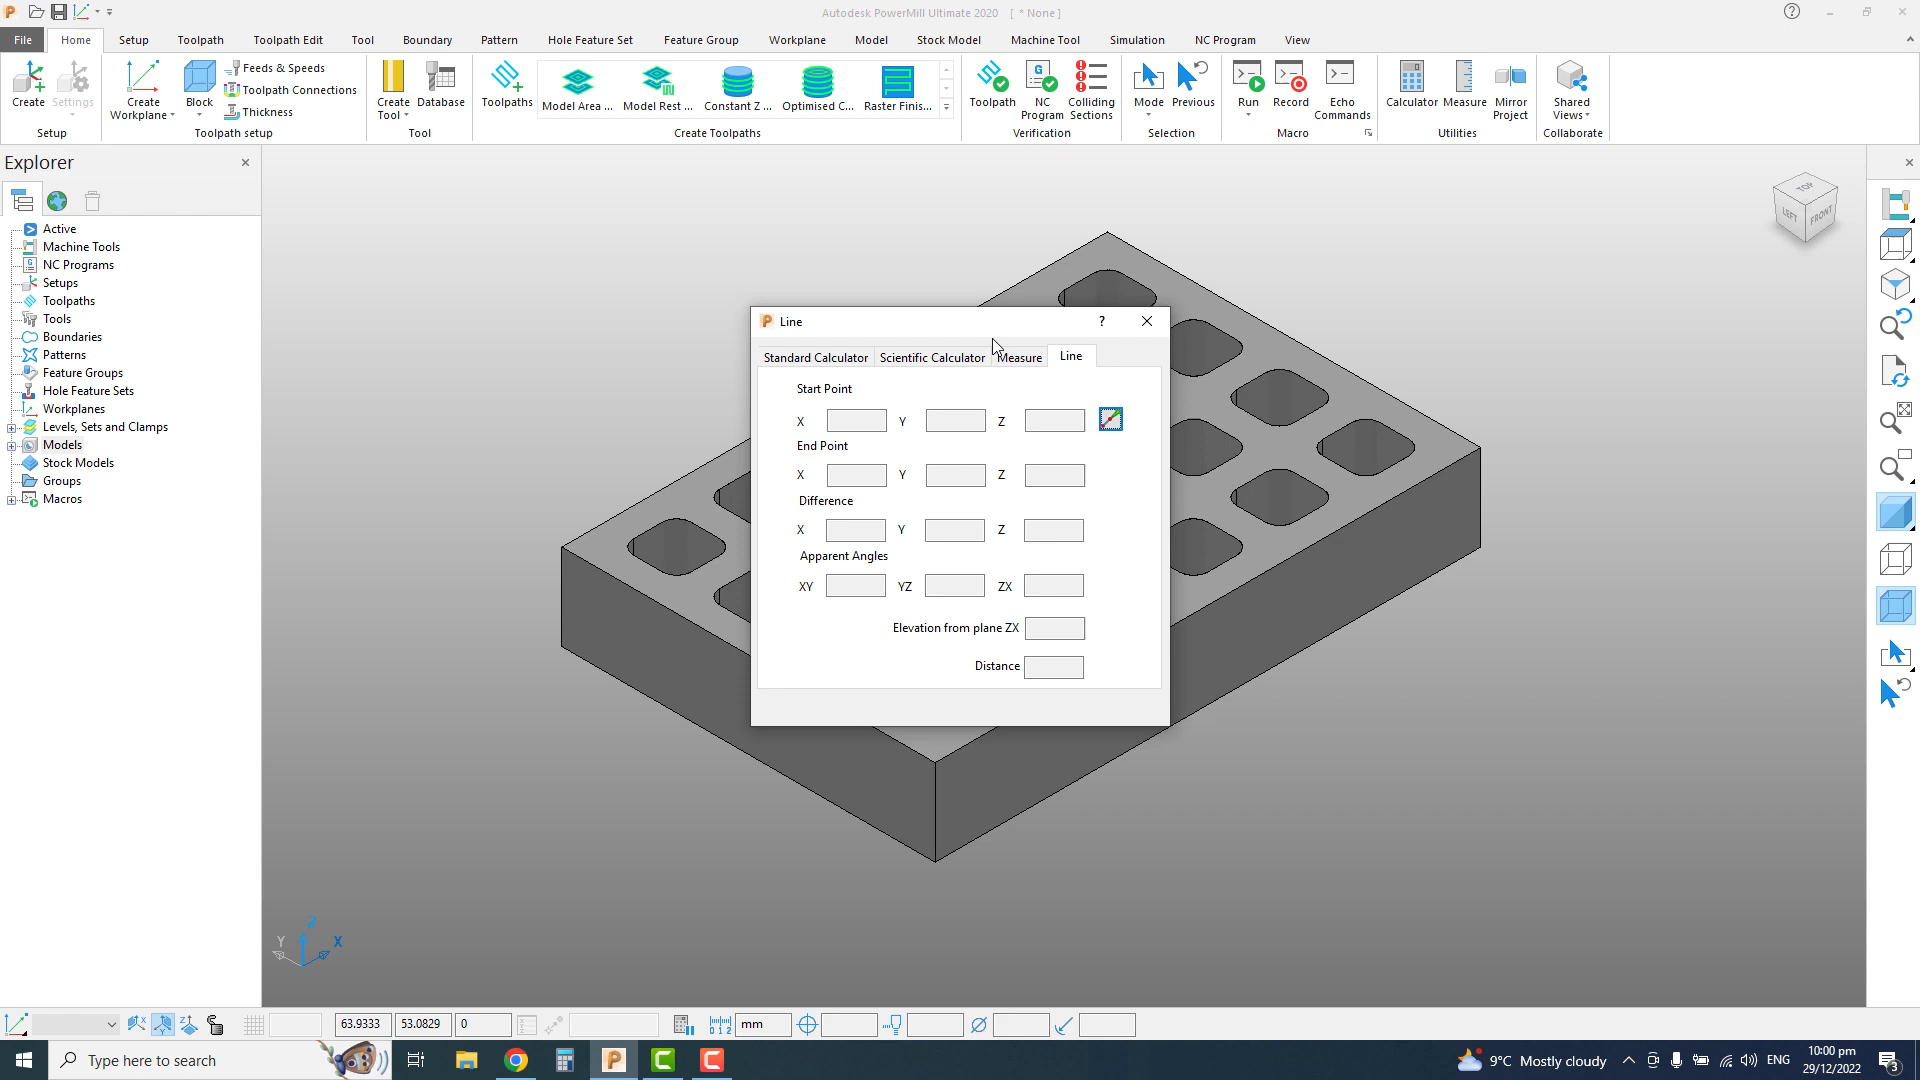 Autodesk PowerMill Ultimate 2020    [ * None ]
File Home Setup Toolpath Toolpath Edit Tool Boundary Pattern Hole Feature Set Feature Group Workplane Model Stock Model Machine Tool Simulation NC Program View
Create Settings
Setup
Create Workplane Block Feeds & Speeds
Toolpath Connections
Thickness
Toolpath setup
Create Tool Database
Tool
Toolpaths Model Area ... Model Rest ... Constant Z ... Optimised C... Raster Finis...
Create Toolpaths
Toolpath NC Program Colliding Sections
Verification
Mode Previous
Selection
Run Record Echo Commands
Macro
Calculator Measure Mirror Project
Utilities
Shared Views
Collaborate
Explorer
Active
Machine Tools
NC Programs
Setups
Toolpaths
Tools
Boundaries
Patterns
Feature Groups
Hole Feature Sets
Workplanes
Levels, Sets and Clamps
Models
Stock Models
Groups
Macros
TOP
LEFT FRONT
Line ?
Standard Calculator Scientific Calculator Measure Line
Start Point
X Y Z
End Point
X Y Z
Difference
X Y Z
Apparent Angles
XY YZ ZX
Elevation from plane ZX
Distance
Z
Y X
63.9333 53.0829 0 mm
Type here to search
9°C Mostly cloudy ENG
10:00 pm
29/12/2022
3